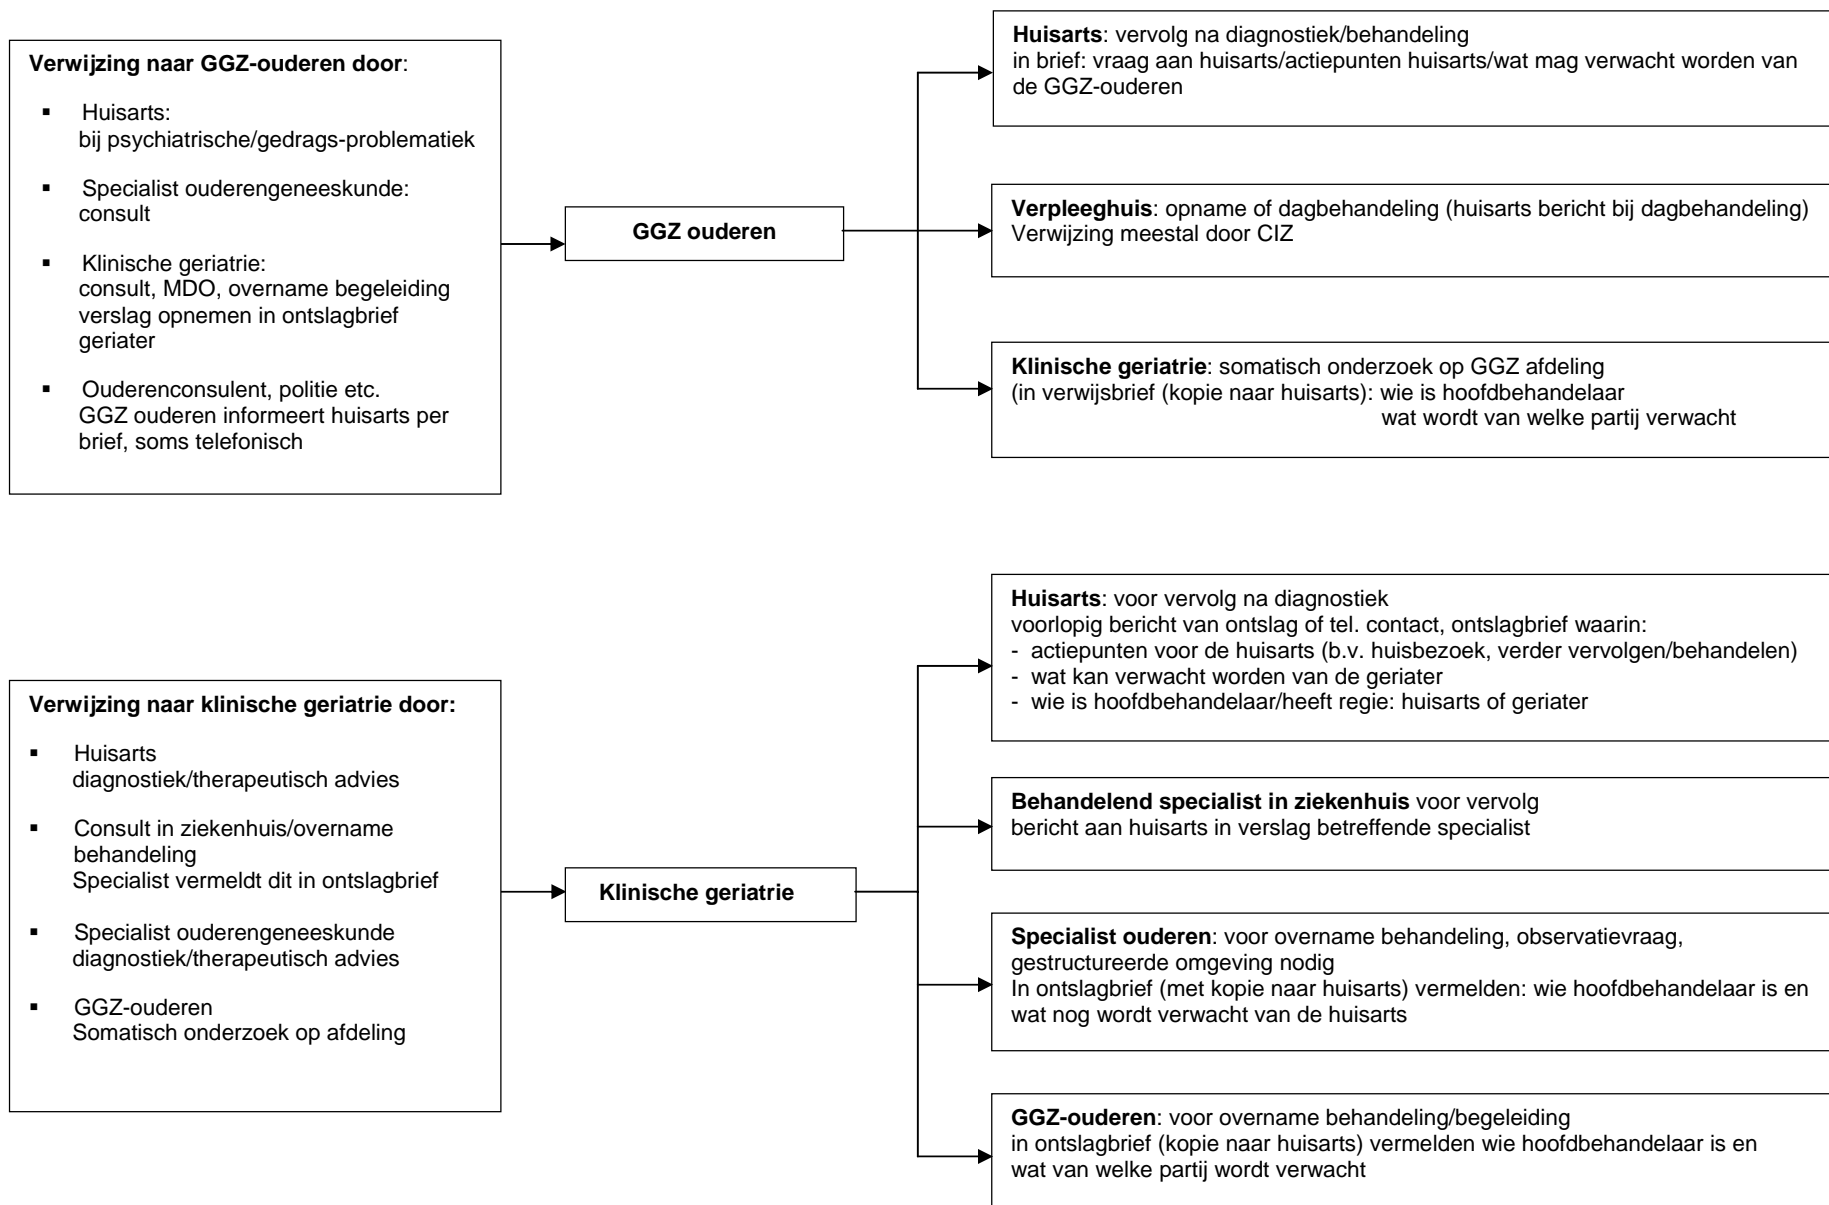 Verwijzing naar GGZ-ouderen door:
▪ Huisarts:
bij psychiatrische/gedrags-problematiek
▪ Specialist ouderengeneeskunde:
consult
▪ Klinische geriatrie:
consult, MDO, overname begeleiding
verslag opnemen in ontslagbrief
geriater
▪ Ouderenconsulent, politie etc.
GGZ ouderen informeert huisarts per
brief, soms telefonisch
GGZ ouderen
Huisarts: vervolg na diagnostiek/behandeling
in brief: vraag aan huisarts/actiepunten huisarts/wat mag verwacht worden van
de GGZ-ouderen
Verpleeghuis: opname of dagbehandeling (huisarts bericht bij dagbehandeling)
Verwijzing meestal door CIZ
Klinische geriatrie: somatisch onderzoek op GGZ afdeling
(in verwijsbrief (kopie naar huisarts): wie is hoofdbehandelaar
wat wordt van welke partij verwacht
Verwijzing naar klinische geriatrie door:
▪ Huisarts
diagnostiek/therapeutisch advies
▪ Consult in ziekenhuis/overname
behandeling
Specialist vermeldt dit in ontslagbrief
▪ Specialist ouderengeneeskunde
diagnostiek/therapeutisch advies
▪ GGZ-ouderen
Somatisch onderzoek op afdeling
Klinische geriatrie
Huisarts: voor vervolg na diagnostiek
voorlopig bericht van ontslag of tel. contact, ontslagbrief waarin:
- actiepunten voor de huisarts (b.v. huisbezoek, verder vervolgen/behandelen)
- wat kan verwacht worden van de geriater
- wie is hoofdbehandelaar/heeft regie: huisarts of geriater
Behandelend specialist in ziekenhuis voor vervolg
bericht aan huisarts in verslag betreffende specialist
Specialist ouderen: voor overname behandeling, observatievraag,
gestructureerde omgeving nodig
In ontslagbrief (met kopie naar huisarts) vermelden: wie hoofdbehandelaar is en
wat nog wordt verwacht van de huisarts
GGZ-ouderen: voor overname behandeling/begeleiding
in ontslagbrief (kopie naar huisarts) vermelden wie hoofdbehandelaar is en
wat van welke partij wordt verwacht